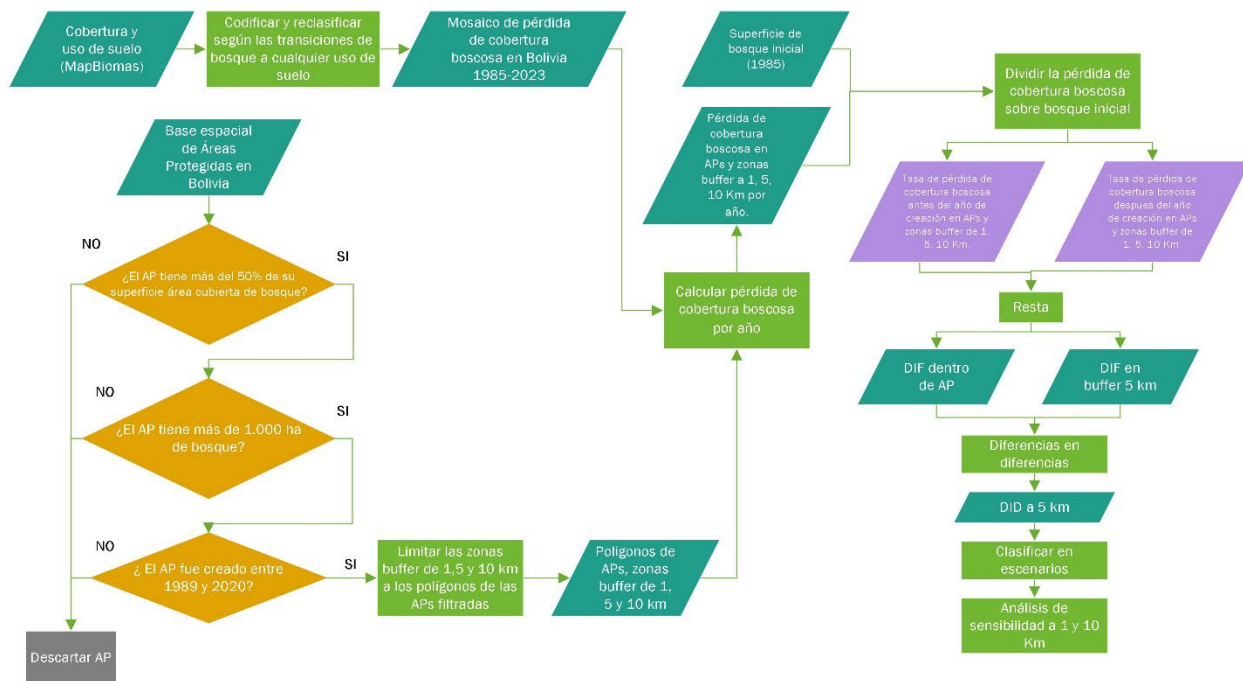 Cobertura y
uso de suelo
(MapBiomas)
Codificar y reclasificar
según las transiciones de
bosque a cualquier uso de
suelo
Mosaico de pérdida
de cobertura
boscosa en Bolivia
1985-2023
Base espacial
de Áreas
Protegidas en
Bolivia
NO
SI
¿El AP tiene más del 50% de su
superficie área cubierta de bosque?
NO
SI
¿El AP tiene más de 1.000 ha
de bosque?
NO
SI
¿ El AP fue creado entre
1989 y 2020?
Descartar AP
Limitar las zonas
buffer de 1,5 y 10 km
a los polígonos de las
APs filtradas
Poligonos de
APs, zonas
buffer de 1,
5 y 10 km
Calcular pérdida de
cobertura boscosa
por año
Superficie de
bosque inicial
(1985)
Pérdida de
cobertura
boscosa en APs
y zonas
buffer a 1, 5,
10 Km por
año.
Dividir la pérdida de
cobertura boscosa
sobre bosque inicial
Tasa de pérdida de
cobertura boscosa
antes del año de
creación en APs y
zonas buffer de 1,
5, 10 Km.
Tasa de pérdida de
cobertura boscosa
despues del año
de creación en APs
y zonas buffer de
1, 5, 10 Km.
Resta
DIF dentro
de AP
DIF en
buffer 5 km
Diferencias en
diferencias
DID a 5 km
Clasificar en
escenarios
Análisis de
sensibilidad a 1 y 10
Km